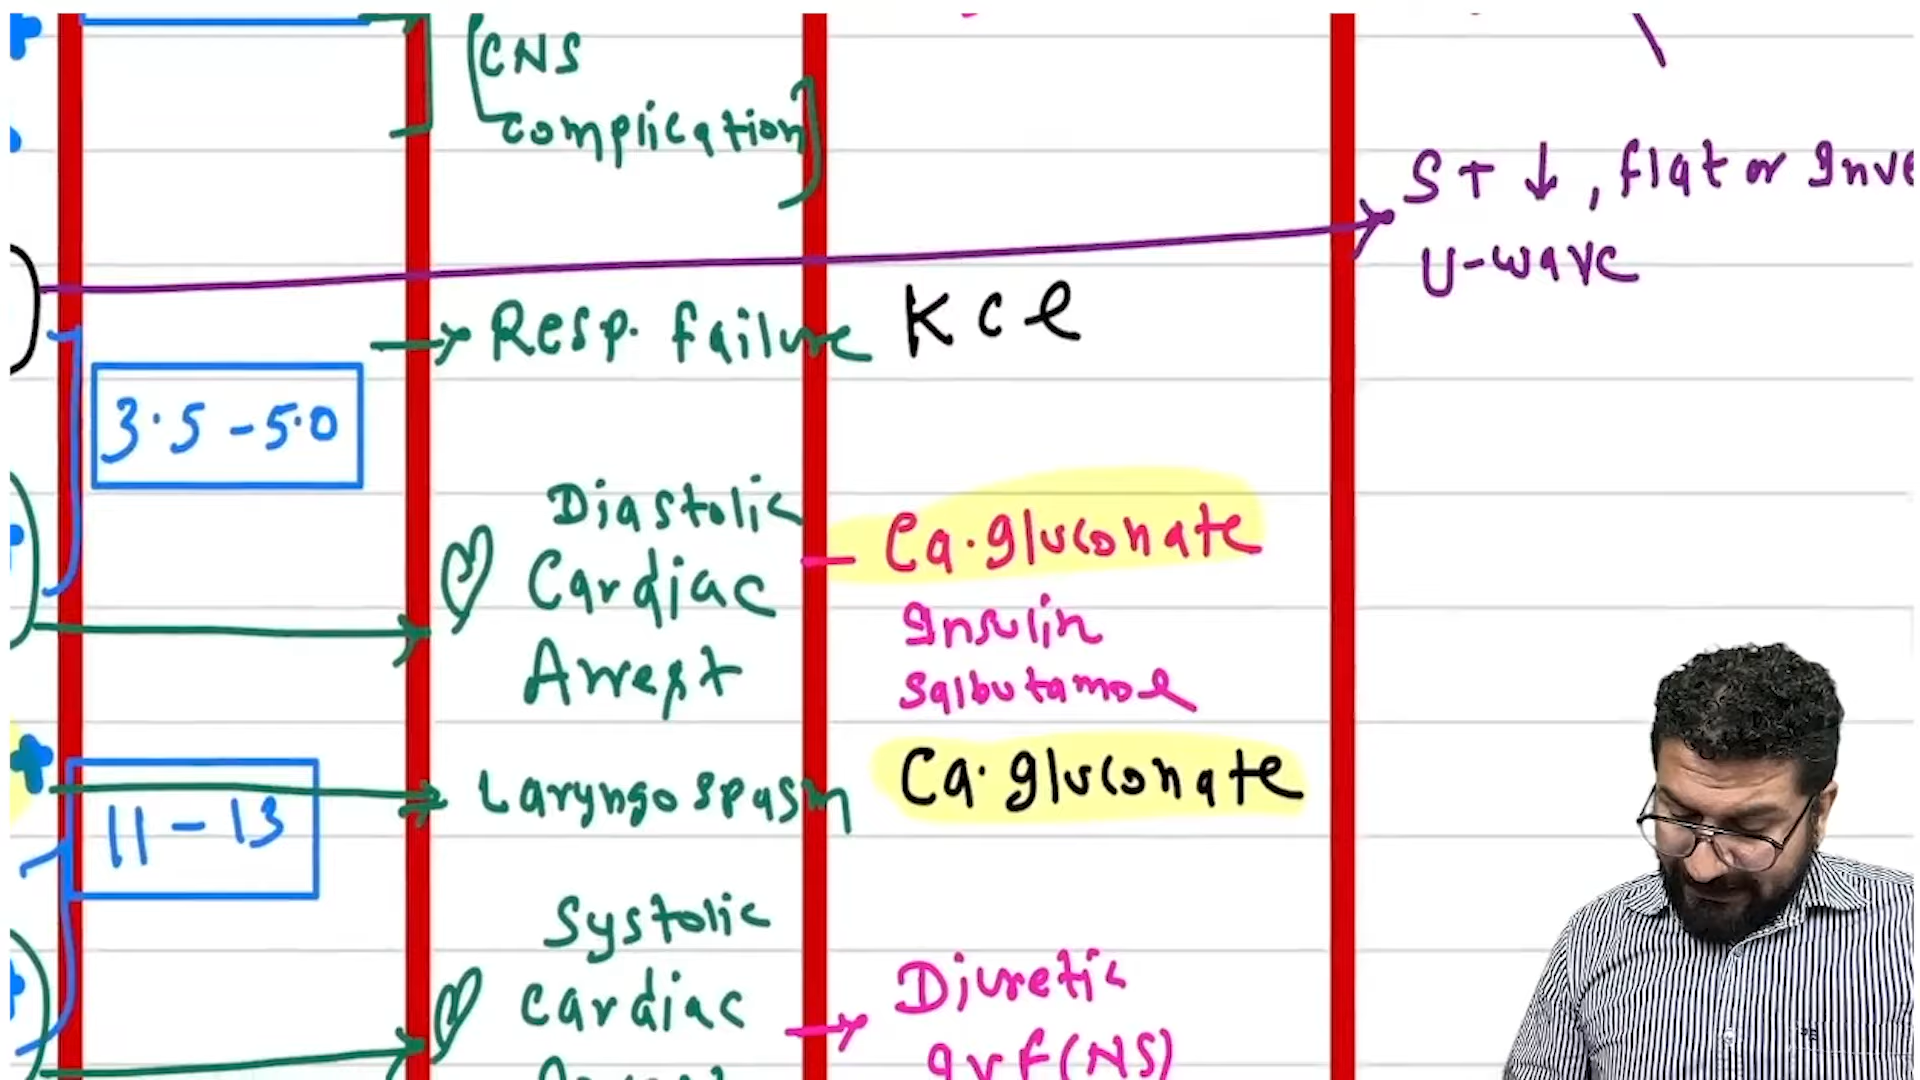 CNS
complication
ST ↓, flat or Inve
U-wave
Resp. failure
KCl
3.5 - 5.0
Diastolic
Cardiac
Arrest
Ca. gluconate
Insulin
Salbutamol
11 - 13
Laryngospasm
Ca. gluconate
Systolic
Cardiac
Diuretic
IVF (NS)